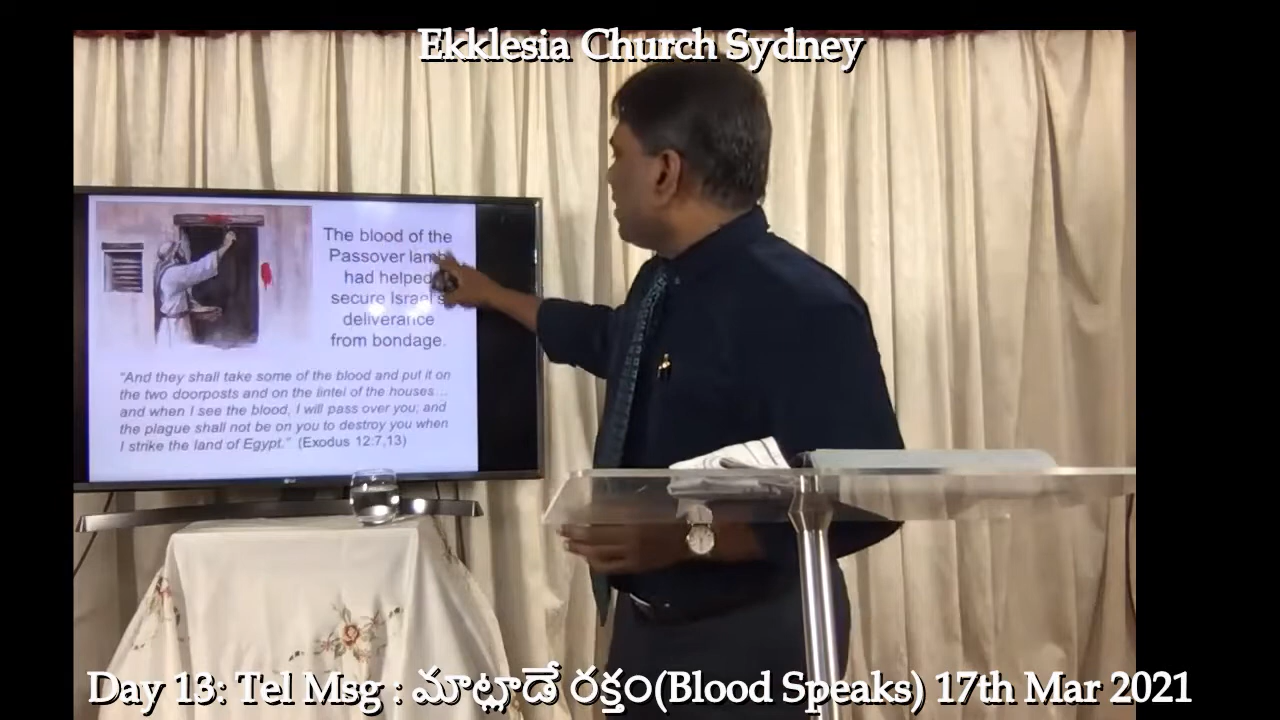 Ekklesia Church Sydney
The blood of the
Passover lamb
had helped
secure Israel's
deliverance
from bondage.
"And they shall take some of the blood and put it on
the two doorposts and on the lintel of the houses...
and when I see the blood, I will pass over you; and
the plague shall not be on you to destroy you when
I strike the land of Egypt." (Exodus 12:7,13)
Day 13: Tel Msg : మాట్లాడే రక్తం(Blood Speaks) 17th Mar 2021